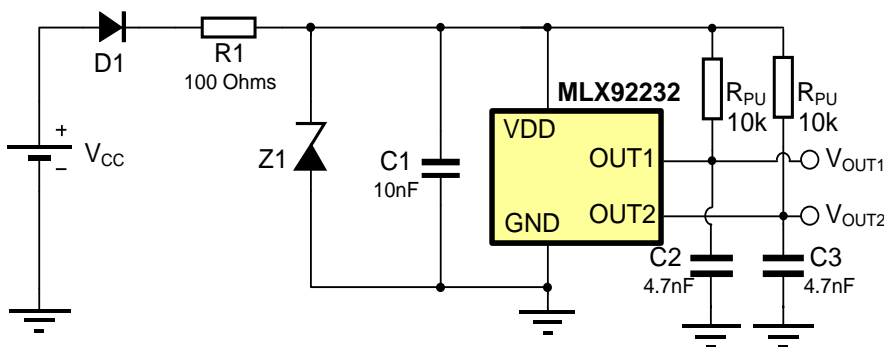 D1
R1
100 Ohms
MLX92232
RPU
10k
RPU
10k
+
VCC
−
Z1
C1
10nF
VDD
OUT1
OUT2
GND
VOUT1
VOUT2
C2
4.7nF
C3
4.7nF